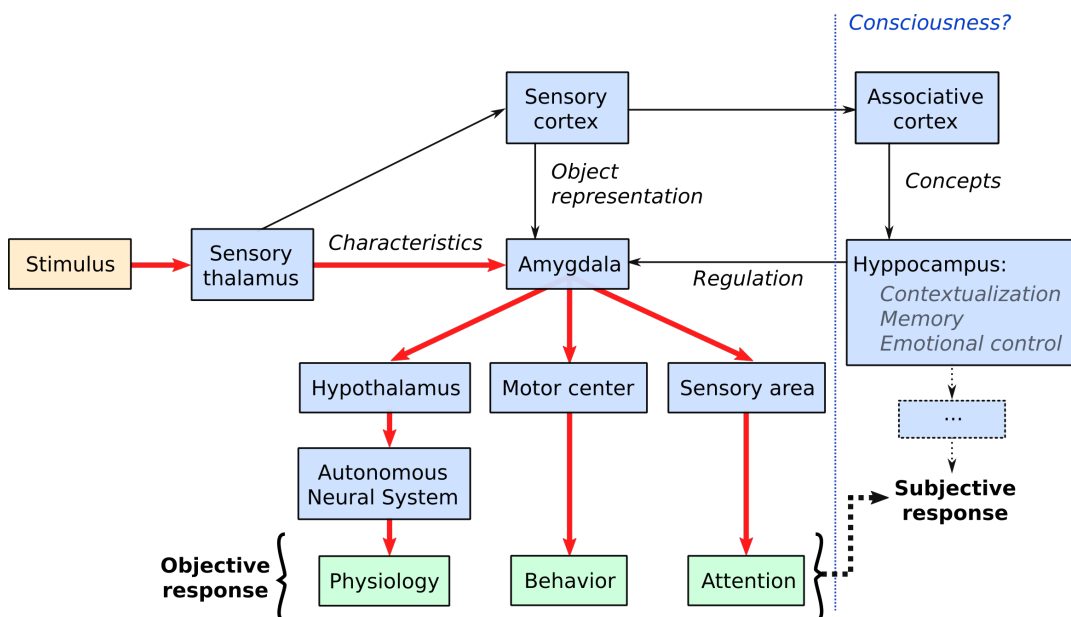 Consciousness?
Sensory
cortex
Associative
cortex
Object
representation
Concepts
Stimulus
Sensory
thalamus
Characteristics
Amygdala
Regulation
Hyppocampus:
Contextualization
Memory
Emotional control
Hypothalamus
Motor center
Sensory area
...
Autonomous
Neural System
Subjective
response
Objective
response
Physiology
Behavior
Attention